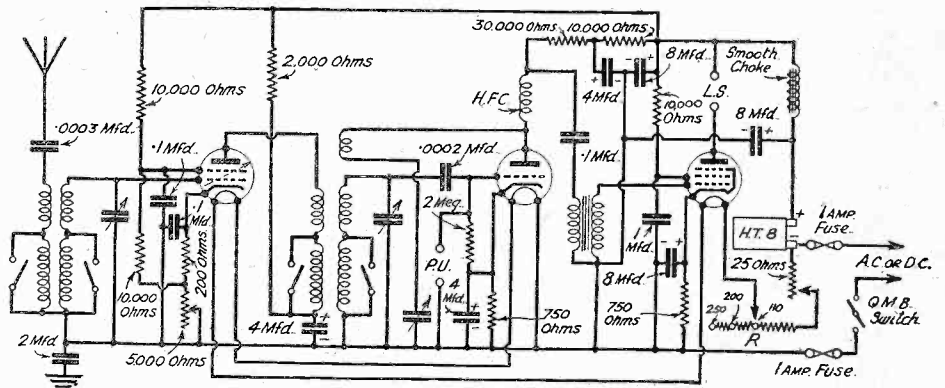 30,000 Ohms
10,000 Ohms
2,000 Ohms
10,000 Ohms
Smooth
Choke
8 Mfd.
4 Mfd.
L.S.
H.F.C
10,000
Ohms
8 Mfd.
.0003 Mfd.
.1 Mfd.
.0002 Mfd.
.1 Mfd.
.1
Mfd.
200 Ohms
2 Meg.
P.U.
1
Mfd.
H.T. 8
+
-
1 AMP.
Fuse
A.C. OR D.C.
25 Ohms
8 Mfd.
10,000
Ohms
4 Mfd.
4
Mfd.
750
Ohms
750
Ohms
250
200
110
R
Q.M.B.
Switch
2 Mfd
5,000 Ohms
1 AMP. Fuse